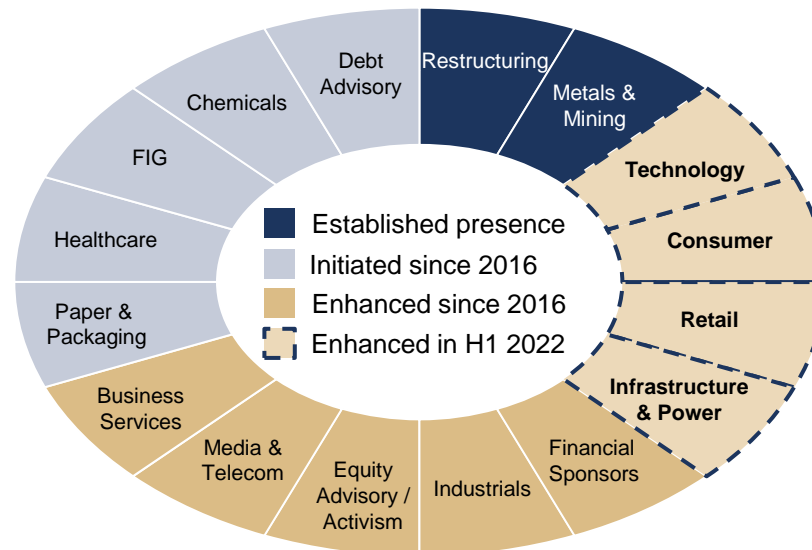 Debt
Advisory
Restructuring
Metals &
Mining
Technology
Consumer
Retail
Infrastructure
& Power
Financial
Sponsors
Industrials
Equity
Advisory /
Activism
Media &
Telecom
Business
Services
Paper &
Packaging
Healthcare
FIG
Chemicals
Established presence
Initiated since 2016
Enhanced since 2016
Enhanced in H1 2022